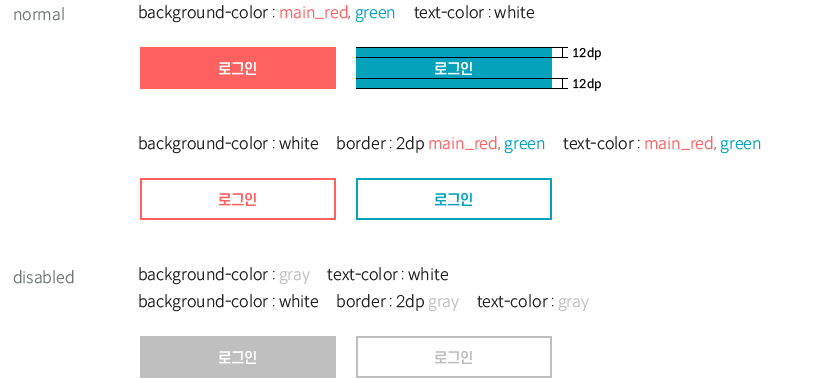 normal
background-color : main_red, green text-color : white
로그인 로그인 12dp
12dp
background-color : white border : 2dp main_red, green text-color : main_red, green
로그인 로그인
disabled
background-color : gray text-color : white
background-color : white border : 2dp gray text-color : gray
로그인 로그인